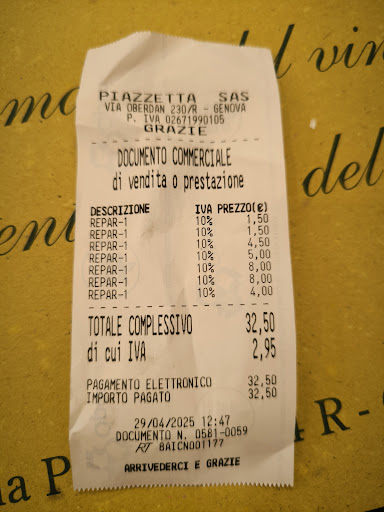 PIAZZETTA SAS
VIA OBERDAN 230/R - GENOVA
P. IVA 02671990105
GRAZIE
DOCUMENTO COMMERCIALE
di vendita o prestazione
DESCRIZIONE IVA PREZZO(€)
REPAR-1 10% 1,50
REPAR-1 10% 1,50
REPAR-1 10% 4,50
REPAR-1 10% 5,00
REPAR-1 10% 8,00
REPAR-1 10% 8,00
REPAR-1 10% 4,00
TOTALE COMPLESSIVO 32,50
di cui IVA 2,95
PAGAMENTO ELETTRONICO 32,50
IMPORTO PAGATO 32,50
29/04/2025 12:47
DOCUMENTO N. 0581-0059
RT 8AICN001177
ARRIVEDERCI E GRAZIE
del vin
del